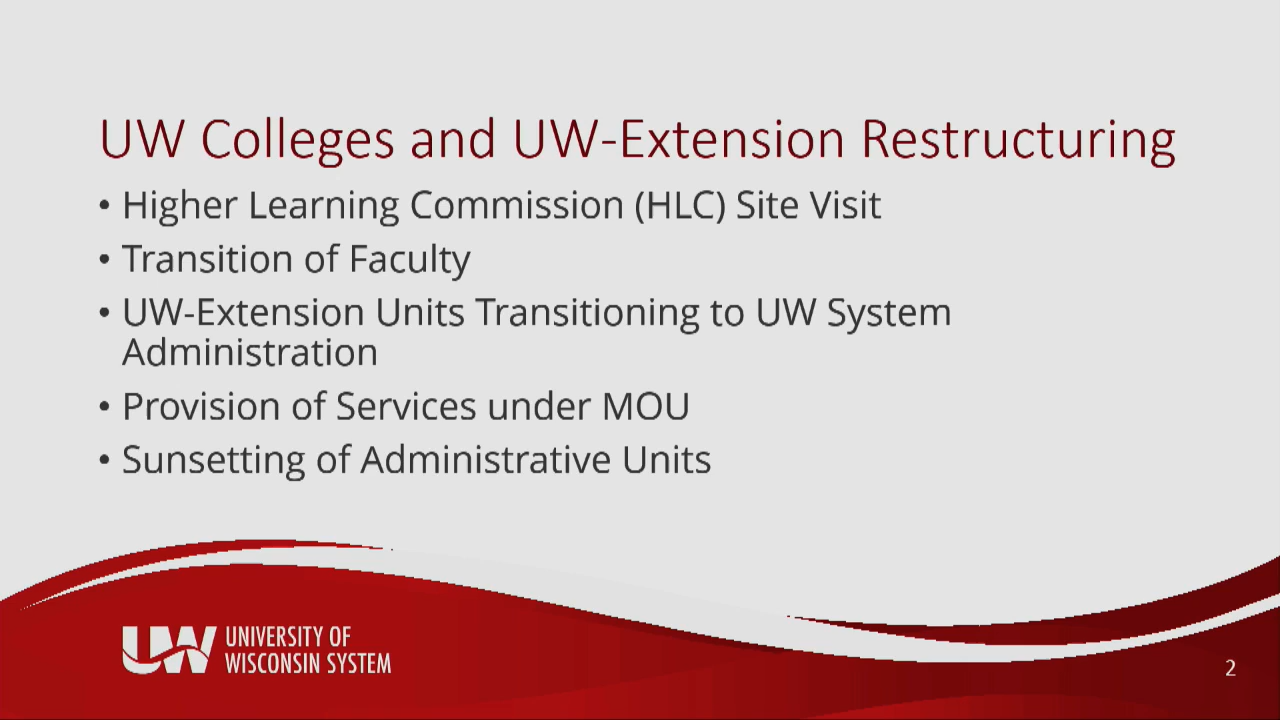 UW Colleges and UW-Extension Restructuring
• Higher Learning Commission (HLC) Site Visit
• Transition of Faculty
• UW-Extension Units Transitioning to UW System
Administration
• Provision of Services under MOU
• Sunsetting of Administrative Units
UW UNIVERSITY OF
WISCONSIN SYSTEM
2